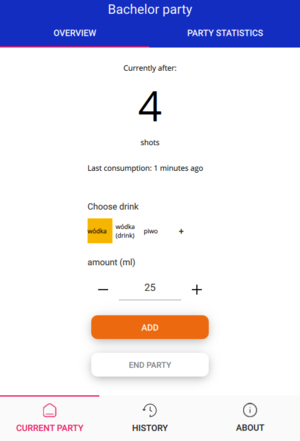 Bachelor party
OVERVIEW PARTY STATISTICS
Currently after:
4
shots
Last consumption: 1 minutes ago
Choose drink
wódka wódka (drink) piwo +
amount (ml)
— 25 +
ADD
END PARTY
CURRENT PARTY HISTORY ABOUT